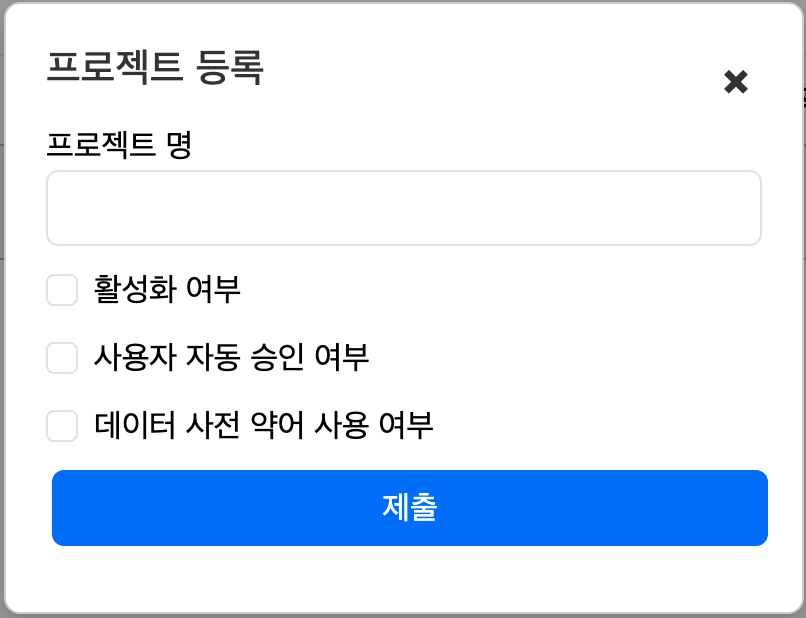 프로젝트 등록
프로젝트 명
활성화 여부
사용자 자동 승인 여부
데이터 사전 약어 사용 여부
제출